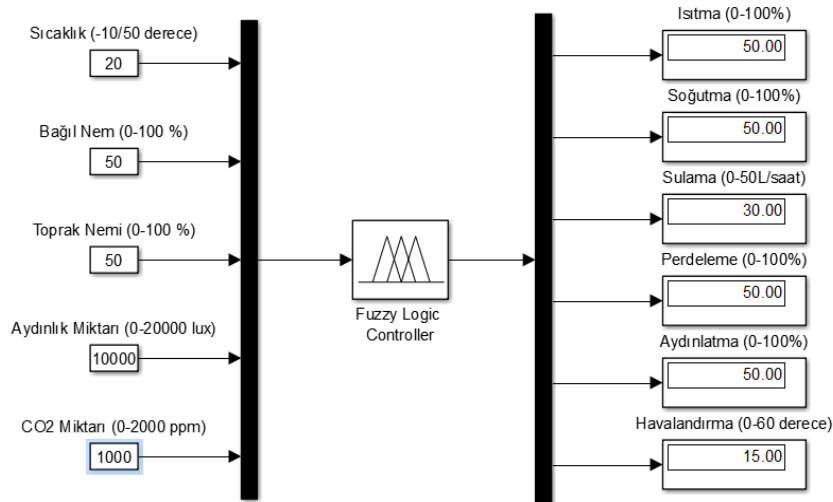 Sıcaklık (-10/50 derece)
20
Bağıl Nem (0-100 %)
50
Toprak Nemi (0-100 %)
50
Aydınlık Miktarı (0-20000 lux)
10000
CO2 Miktarı (0-2000 ppm)
1000
Fuzzy Logic
Controller
Isıtma (0-100%)
50.00
Soğutma (0-100%)
50.00
Sulama (0-50L/saat)
30.00
Perdeleme (0-100%)
50.00
Aydınlatma (0-100%)
50.00
Havalandırma (0-60 derece)
15.00